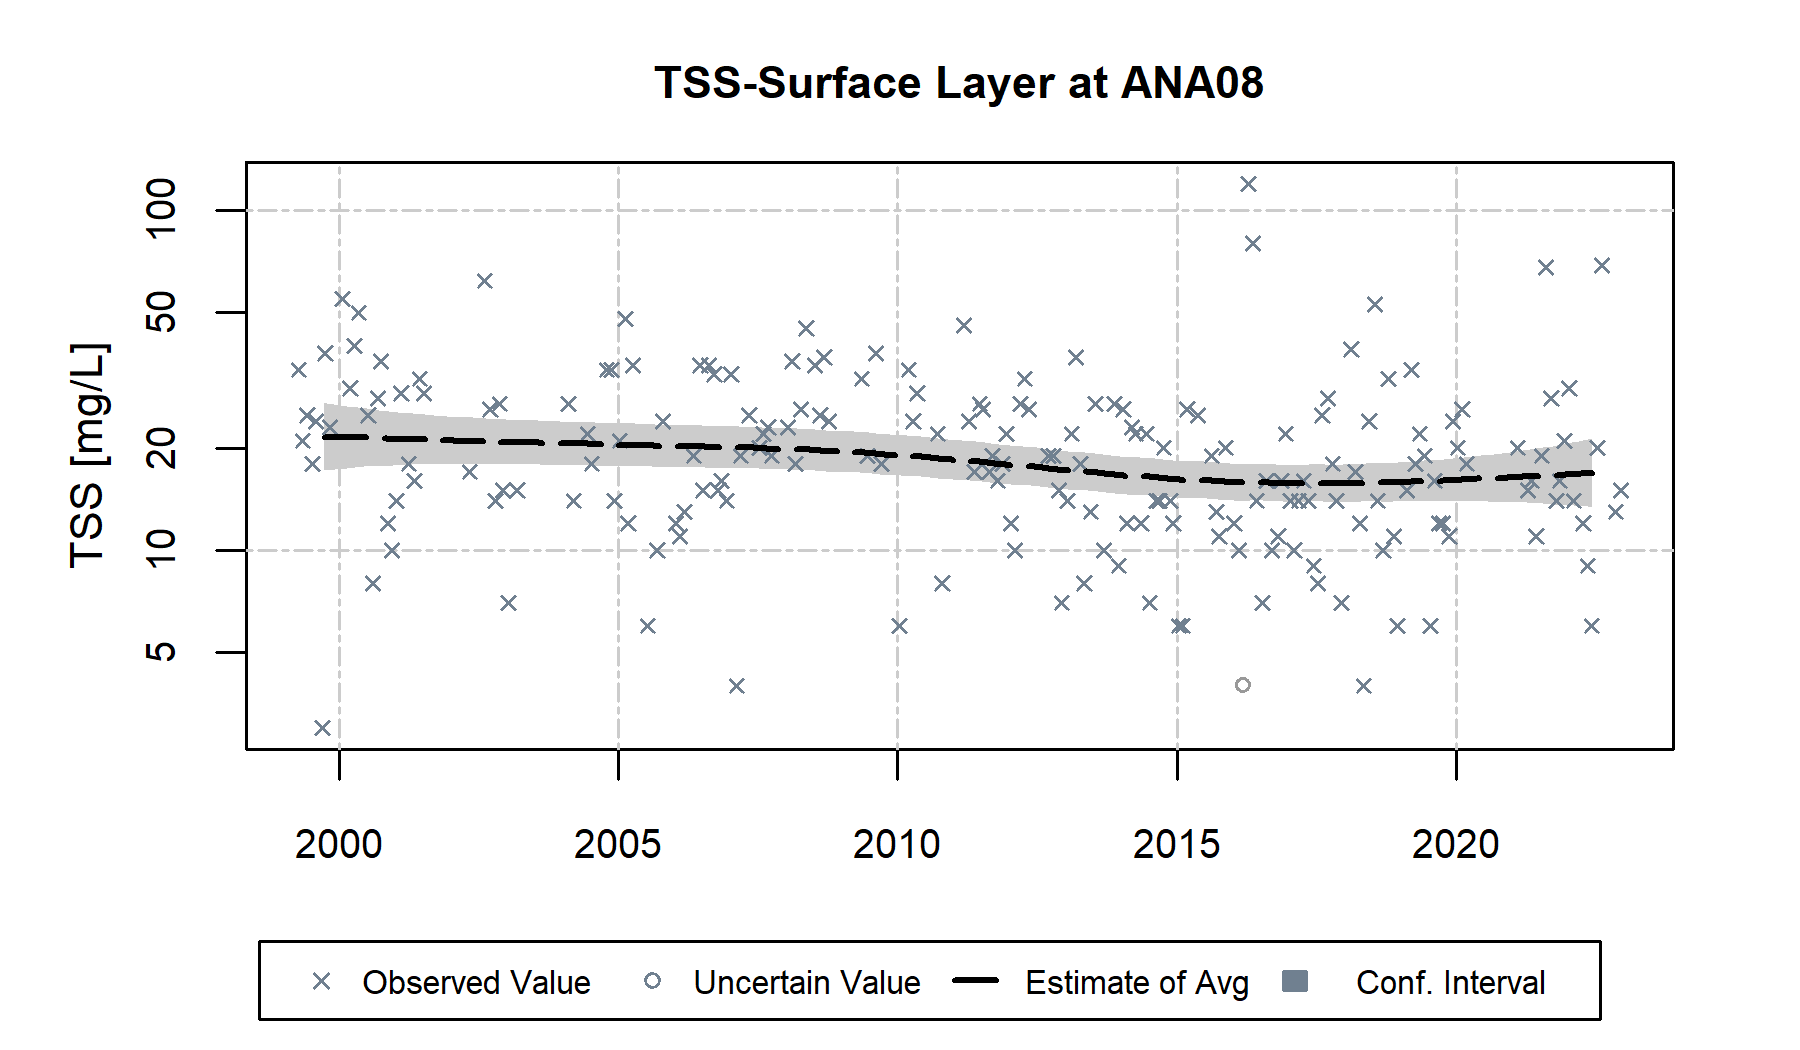 TSS-Surface Layer at ANA08
TSS [mg/L]
100
50
20
10
5
2000 2005 2010 2015 2020
Observed Value Uncertain Value Estimate of Avg Conf. Interval